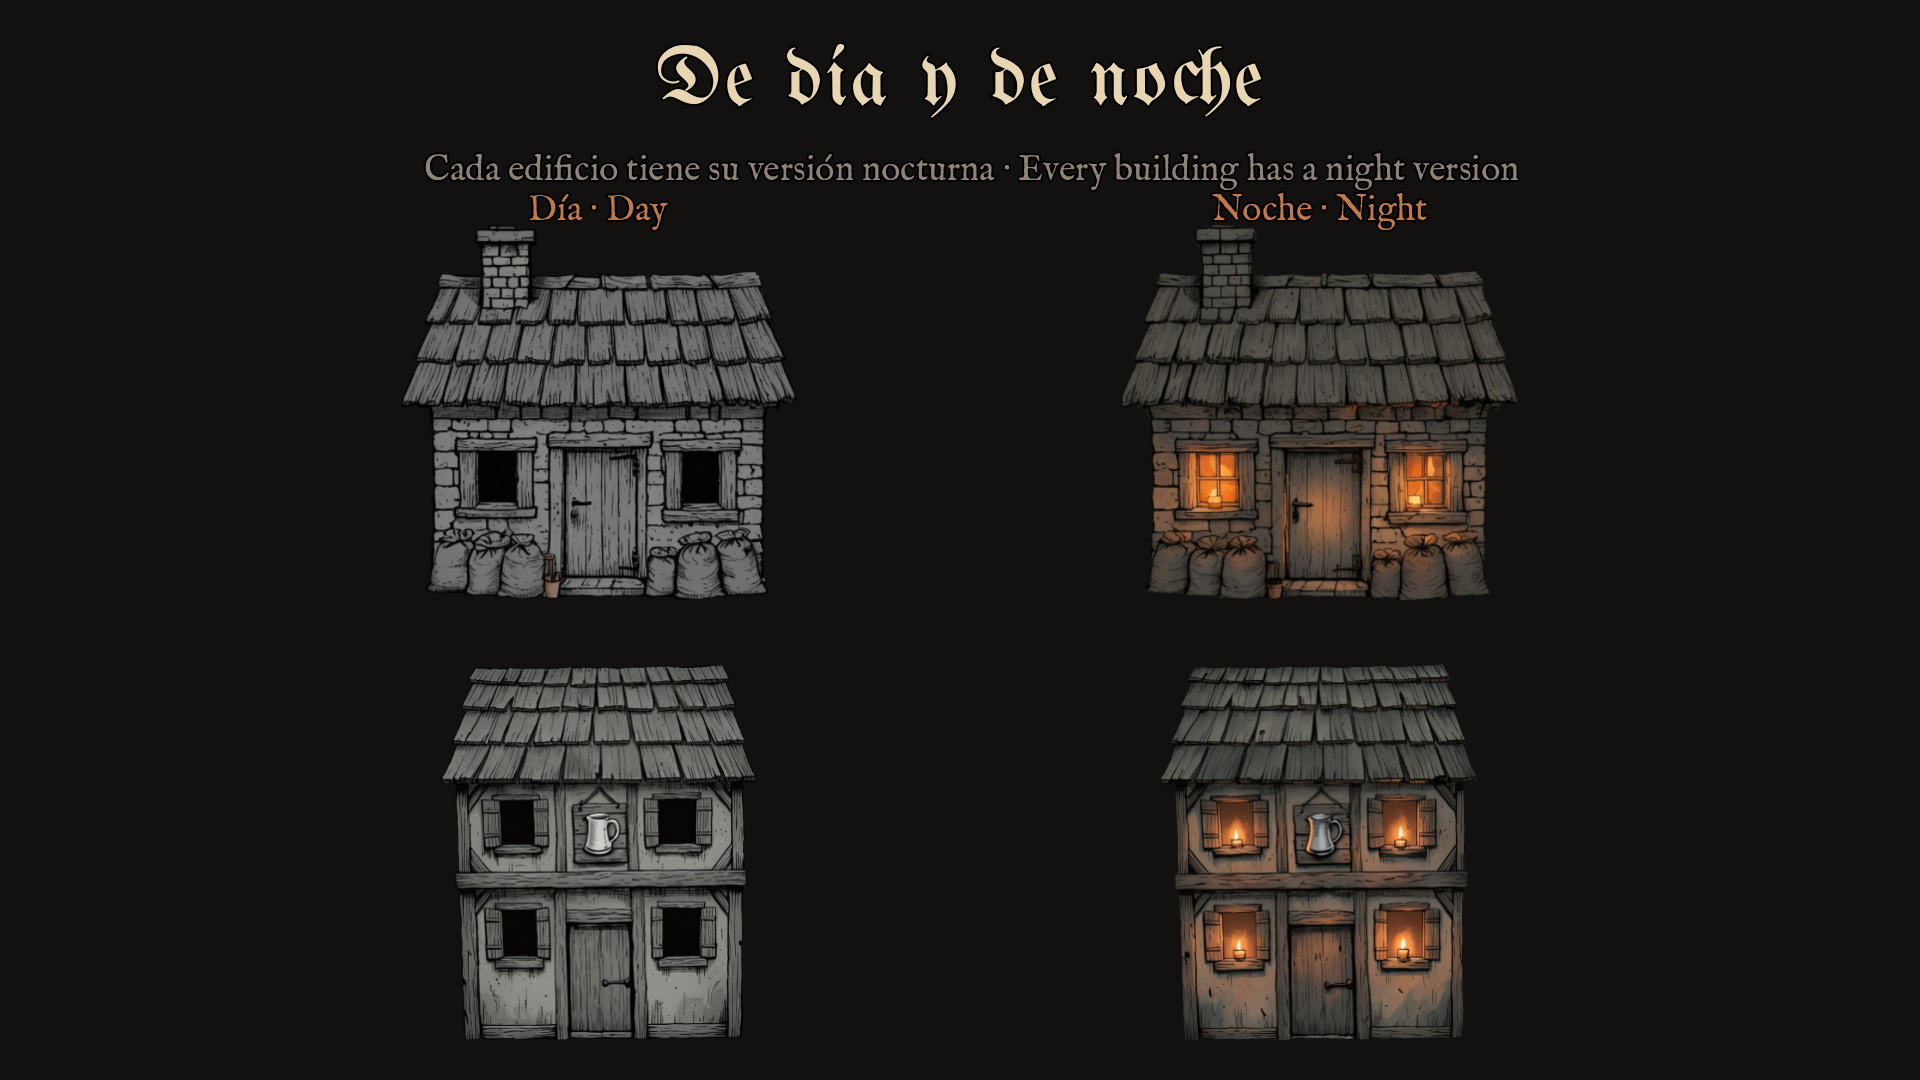 De día y de noche
Cada edificio tiene su versión nocturna · Every building has a night version
Día · Day
Noche · Night